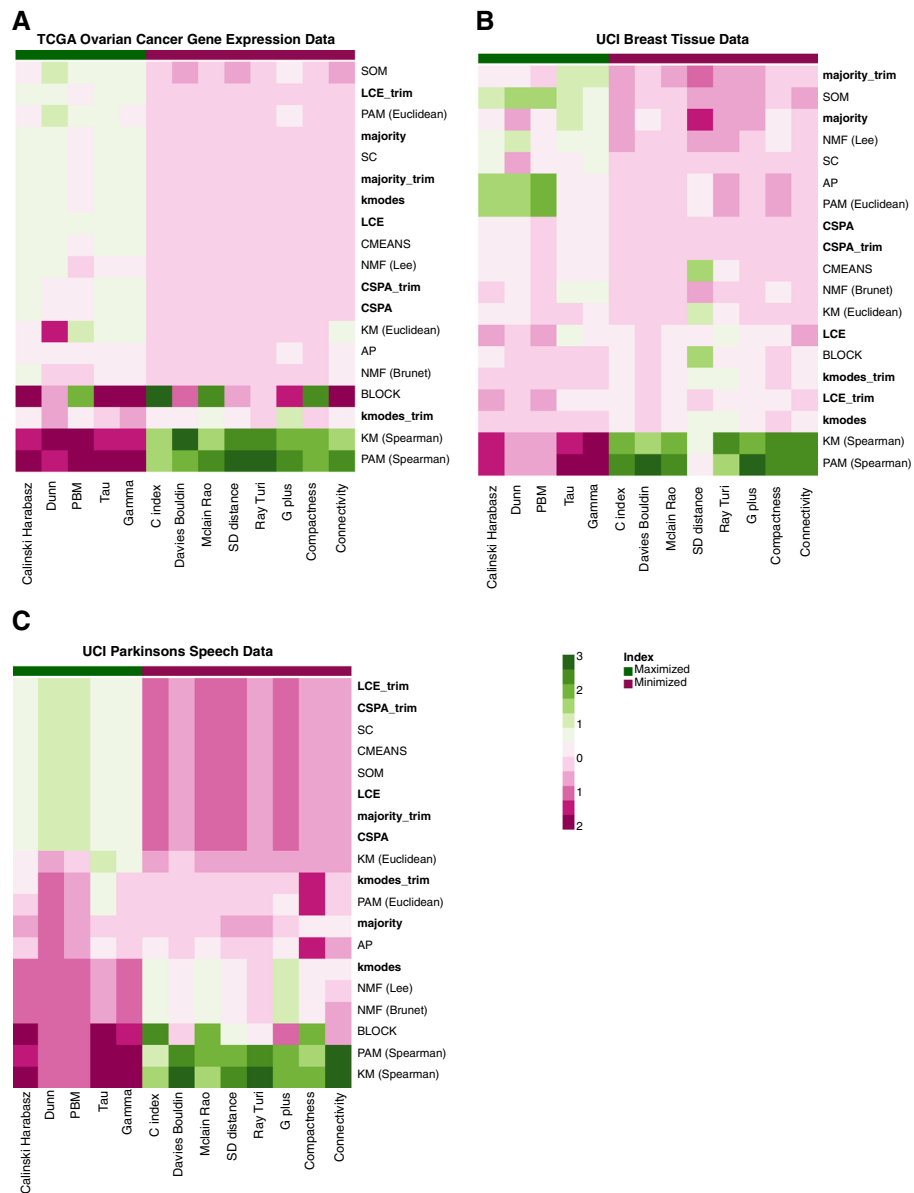 A
TCGA Ovarian Cancer Gene Expression Data
SOM
LCE_trim
PAM (Euclidean)
majority
SC
majority_trim
kmodes
LCE
CMEANS
NMF (Lee)
CSPA_trim
CSPA
KM (Euclidean)
AP
NMF (Brunet)
BLOCK
kmodes_trim
KM (Spearman)
PAM (Spearman)
Calinski Harabasz
Dunn
PBM
Tau
Gamma
C index
Davies Bouldin
Mclain Rao
SD distance
Ray Turi
G plus
Compactness
Connectivity
B
UCI Breast Tissue Data
majority_trim
SOM
majority
NMF (Lee)
SC
AP
PAM (Euclidean)
CSPA
CSPA_trim
CMEANS
NMF (Brunet)
KM (Euclidean)
LCE
BLOCK
kmodes_trim
LCE_trim
kmodes
KM (Spearman)
PAM (Spearman)
Calinski Harabasz
Dunn
PBM
Tau
Gamma
C index
Davies Bouldin
Mclain Rao
SD distance
Ray Turi
G plus
Compactness
Connectivity
C
UCI Parkinsons Speech Data
LCE_trim
CSPA_trim
SC
CMEANS
SOM
LCE
majority_trim
CSPA
KM (Euclidean)
kmodes_trim
PAM (Euclidean)
majority
AP
kmodes
NMF (Lee)
NMF (Brunet)
BLOCK
PAM (Spearman)
KM (Spearman)
Calinski Harabasz
Dunn
PBM
Tau
Gamma
C index
Davies Bouldin
Mclain Rao
SD distance
Ray Turi
G plus
Compactness
Connectivity
3
2
1
0
1
2
Index
Maximized
Minimized